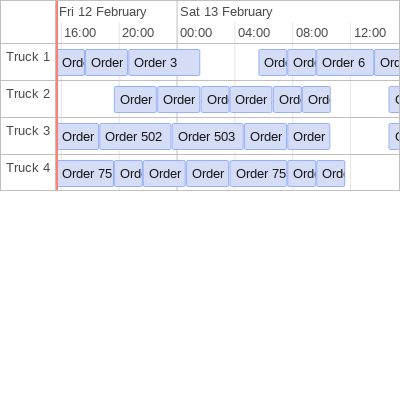 Fri 12 February Sat 13 February
16:00 20:00 00:00 04:00 08:00 12:00
Truck 1 Ord Order Order 3 Ord Ord Order 6 Ord
Truck 2 Order Order Ord Order Ord Ord
Truck 3 Order Order 502 Order 503 Order Order
Truck 4 Order 75 Ord Order Order Order 75 Ord Ord